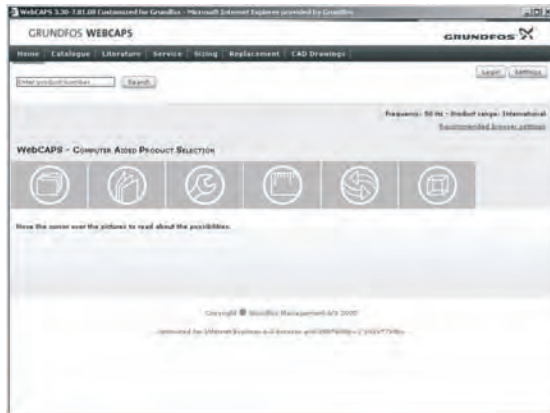 WebCAPS 3.30-7.01.09 Customized for Grundfos - Microsoft Internet Explorer provided by Grundfos
GRUNDFOS WEBCAPS
GRUNDFOS
Home Catalogue Literature Service Sizing Replacement CAD Drawings
Login Settings
Enter product number Search
Frequency: 50 Hz - Product range: International
Recommended browser settings
WEBCAPS - COMPUTER AIDED PRODUCT SELECTION
Move the cursor over the pictures to read about the possibilities.
Copyright Grundfos Management A/S